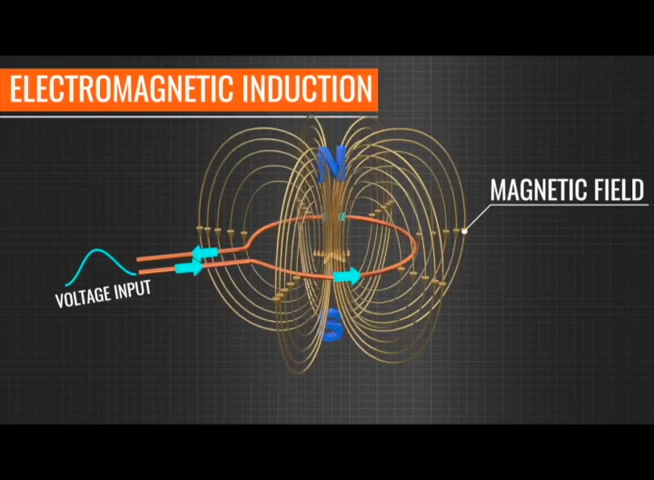 ELECTROMAGNETIC INDUCTION
N
MAGNETIC FIELD
VOLTAGE INPUT
S